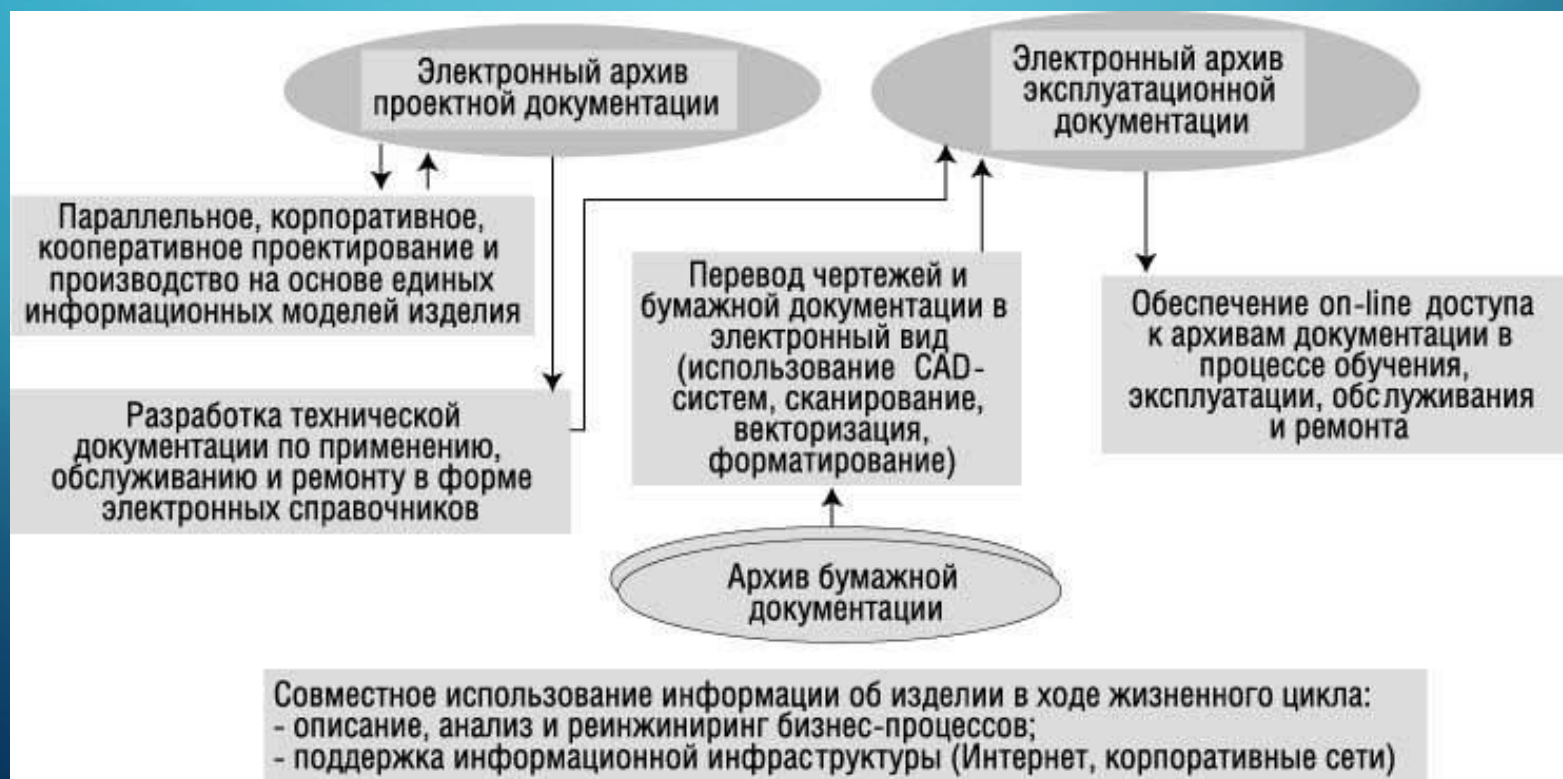 Электронный архив
проектной документации
Электронный архив
эксплуатационной
документации
Параллельное, корпоративное,
кооперативное проектирование и
производство на основе единых
информационных моделей изделия
Перевод чертежей и
бумажной документации в
электронный вид
(использование CAD-
систем, сканирование,
векторизация,
форматирование)
Обеспечение on-line доступа
к архивам документации в
процессе обучения,
эксплуатации, обслуживания
и ремонта
Разработка технической
документации по применению,
обслуживанию и ремонту в форме
электронных справочников
Архив бумажной
документации
Совместное использование информации об изделии в ходе жизненного цикла:
- описание, анализ и реинжиниринг бизнес-процессов;
- поддержка информационной инфраструктуры (Интернет, корпоративные сети)